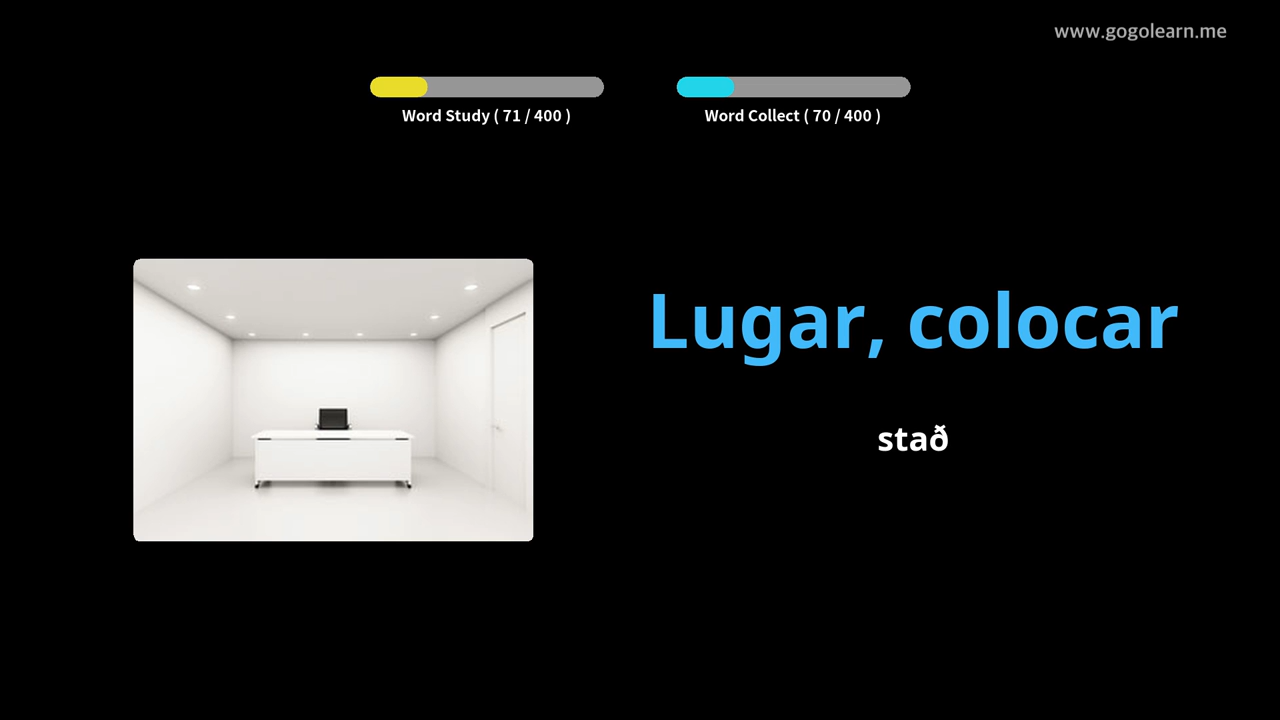 www.gogolearn.me
Word Study ( 71 / 400 )
Word Collect ( 70 / 400 )
Lugar, colocar
stað